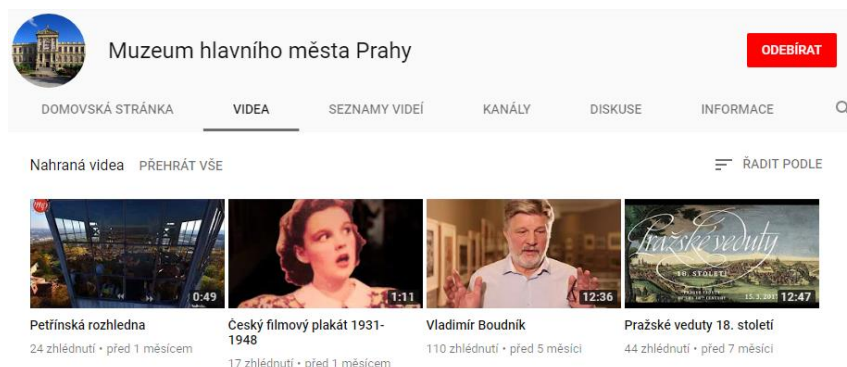 Muzeum hlavního města Prahy
ODEBÍRAT
DOMOVSKÁ STRÁNKA VIDEA SEZNAMY VIDEÍ KANÁLY DISKUSE INFORMACE
Nahraná videa PŘEHRÁT VŠE ŘADIT PODLE
0:49
1:11
12:36
Pražské veduty
18. STOLETÍ
12:47
Petřínská rozhledna
24 zhlédnutí • před 1 měsícem
Český filmový plakát 1931-
1948
17 zhlédnutí • před 1 měsícem
Vladimír Boudník
110 zhlédnutí • před 5 měsíci
Pražské veduty 18. století
44 zhlédnutí • před 7 měsíci